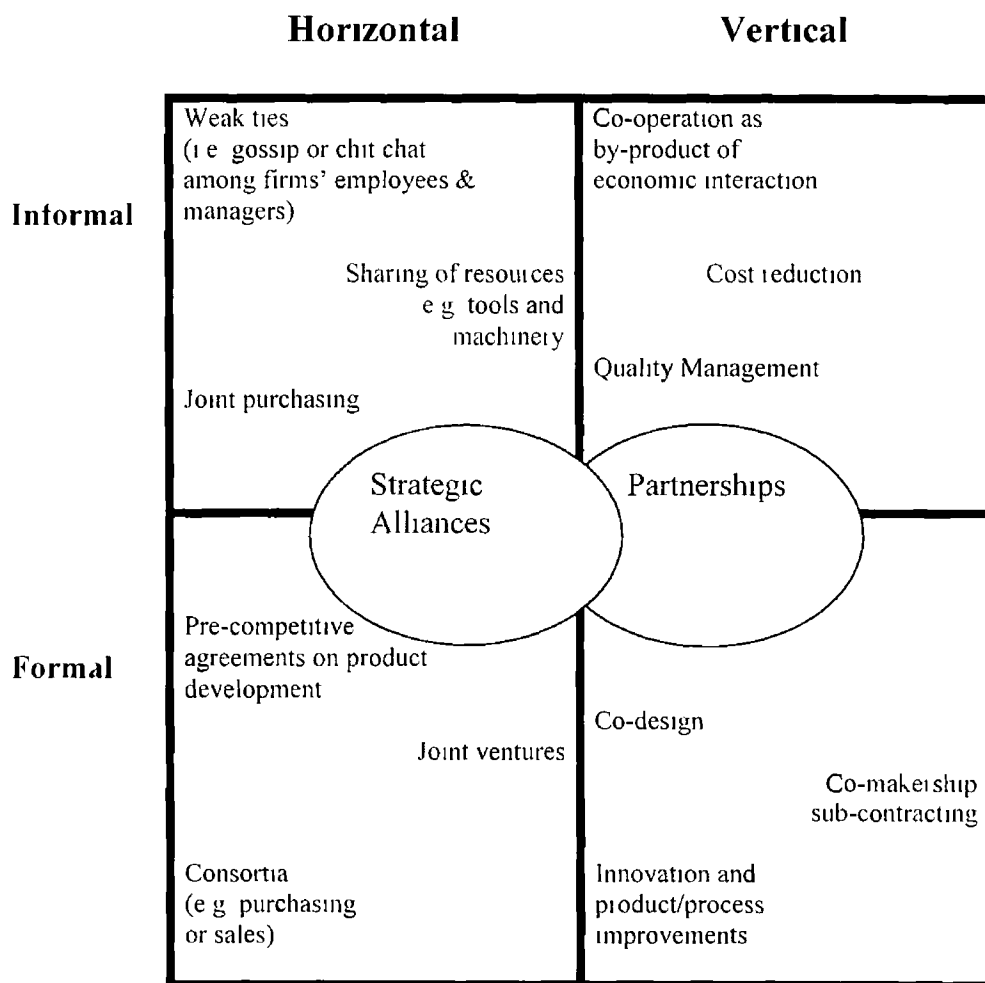 Horizontal
Vertical
Informal
Weak ties
(i e gossip or chit chat
among firms' employees &
managers)
Sharing of resources
e g tools and
machinery
Joint purchasing
Co-operation as
by-product of
economic interaction
Cost reduction
Quality Management
Strategic
Alliances
Partnerships
Formal
Pre-competitive
agreements on product
development
Joint ventures
Consortia
(e g purchasing
or sales)
Co-design
Co-makership
sub-contracting
Innovation and
product/process
improvements